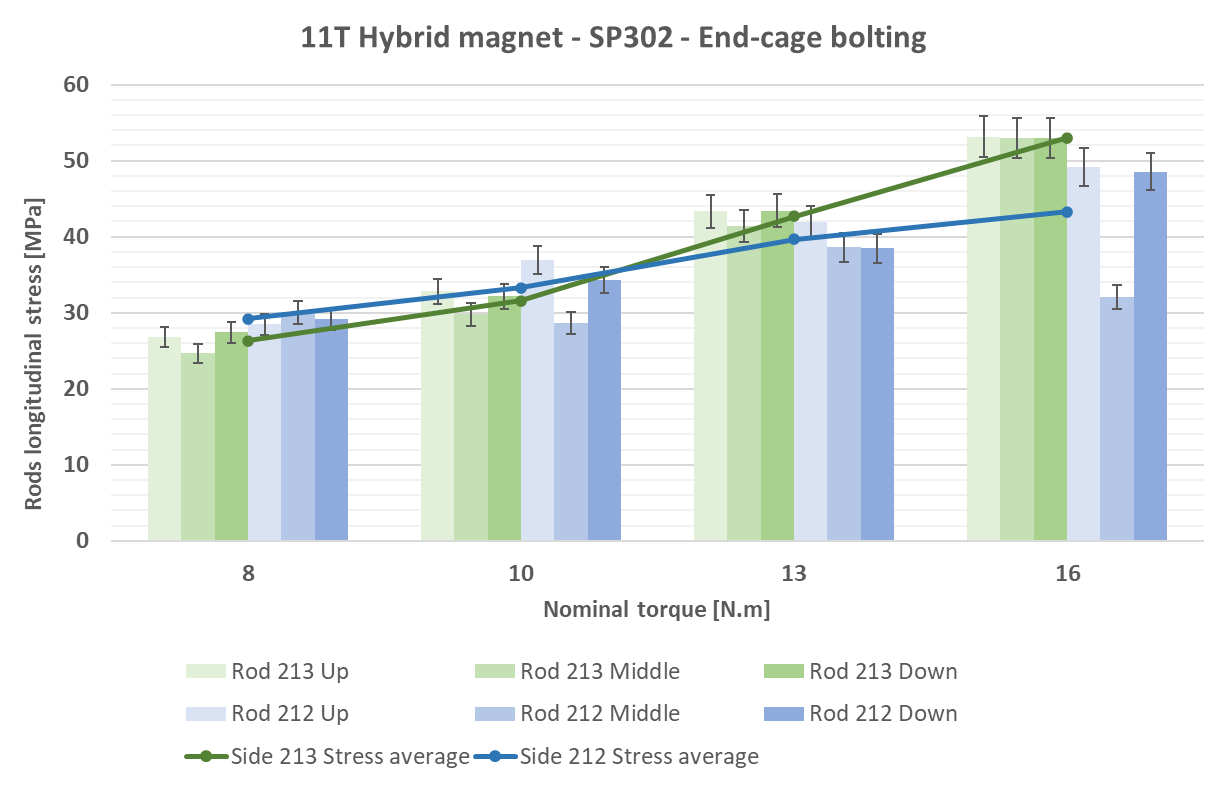 11T Hybrid magnet - SP302 - End-cage bolting
60
50
40
30
20
10
0
Rods longitudinal stress [MPa]
8 10 13 16
Nominal torque [N.m]
Rod 213 Up Rod 213 Middle Rod 213 Down
Rod 212 Up Rod 212 Middle Rod 212 Down
Side 213 Stress average Side 212 Stress average